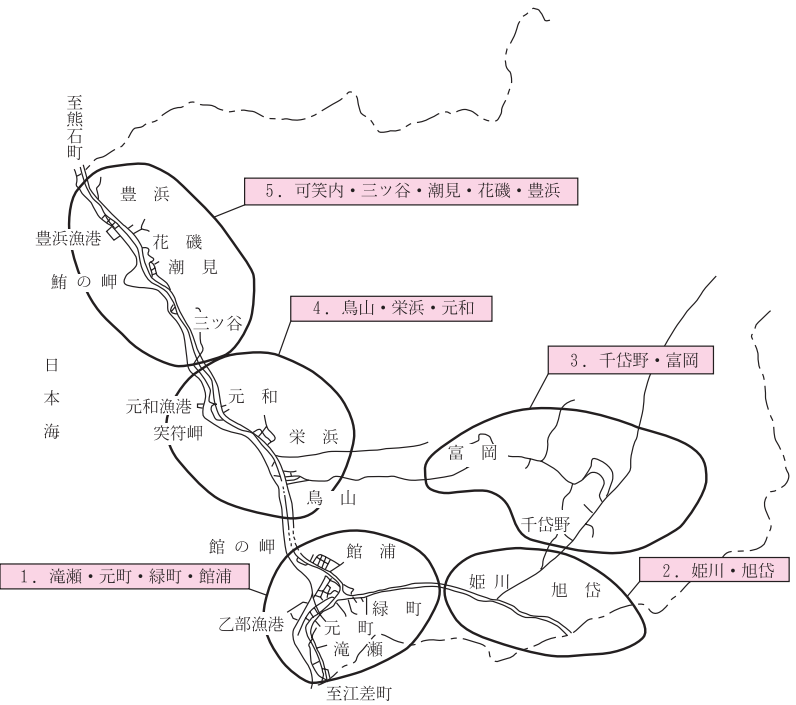 至熊石町
豊浜
5．可笑内・三ッ谷・潮見・花磯・豊浜
豊浜漁港
花磯
潮見
鮪の岬
三ッ谷
4．鳥山・栄浜・元和
日本海
3．千岱野・富岡
元和
元和漁港
突符岬
栄浜
富岡
鳥山
千岱野
館の岬
館浦
1．滝瀬・元町・緑町・館浦
2．姫川・旭岱
姫川
旭岱
緑町
乙部漁港
元町
滝瀬
至江差町